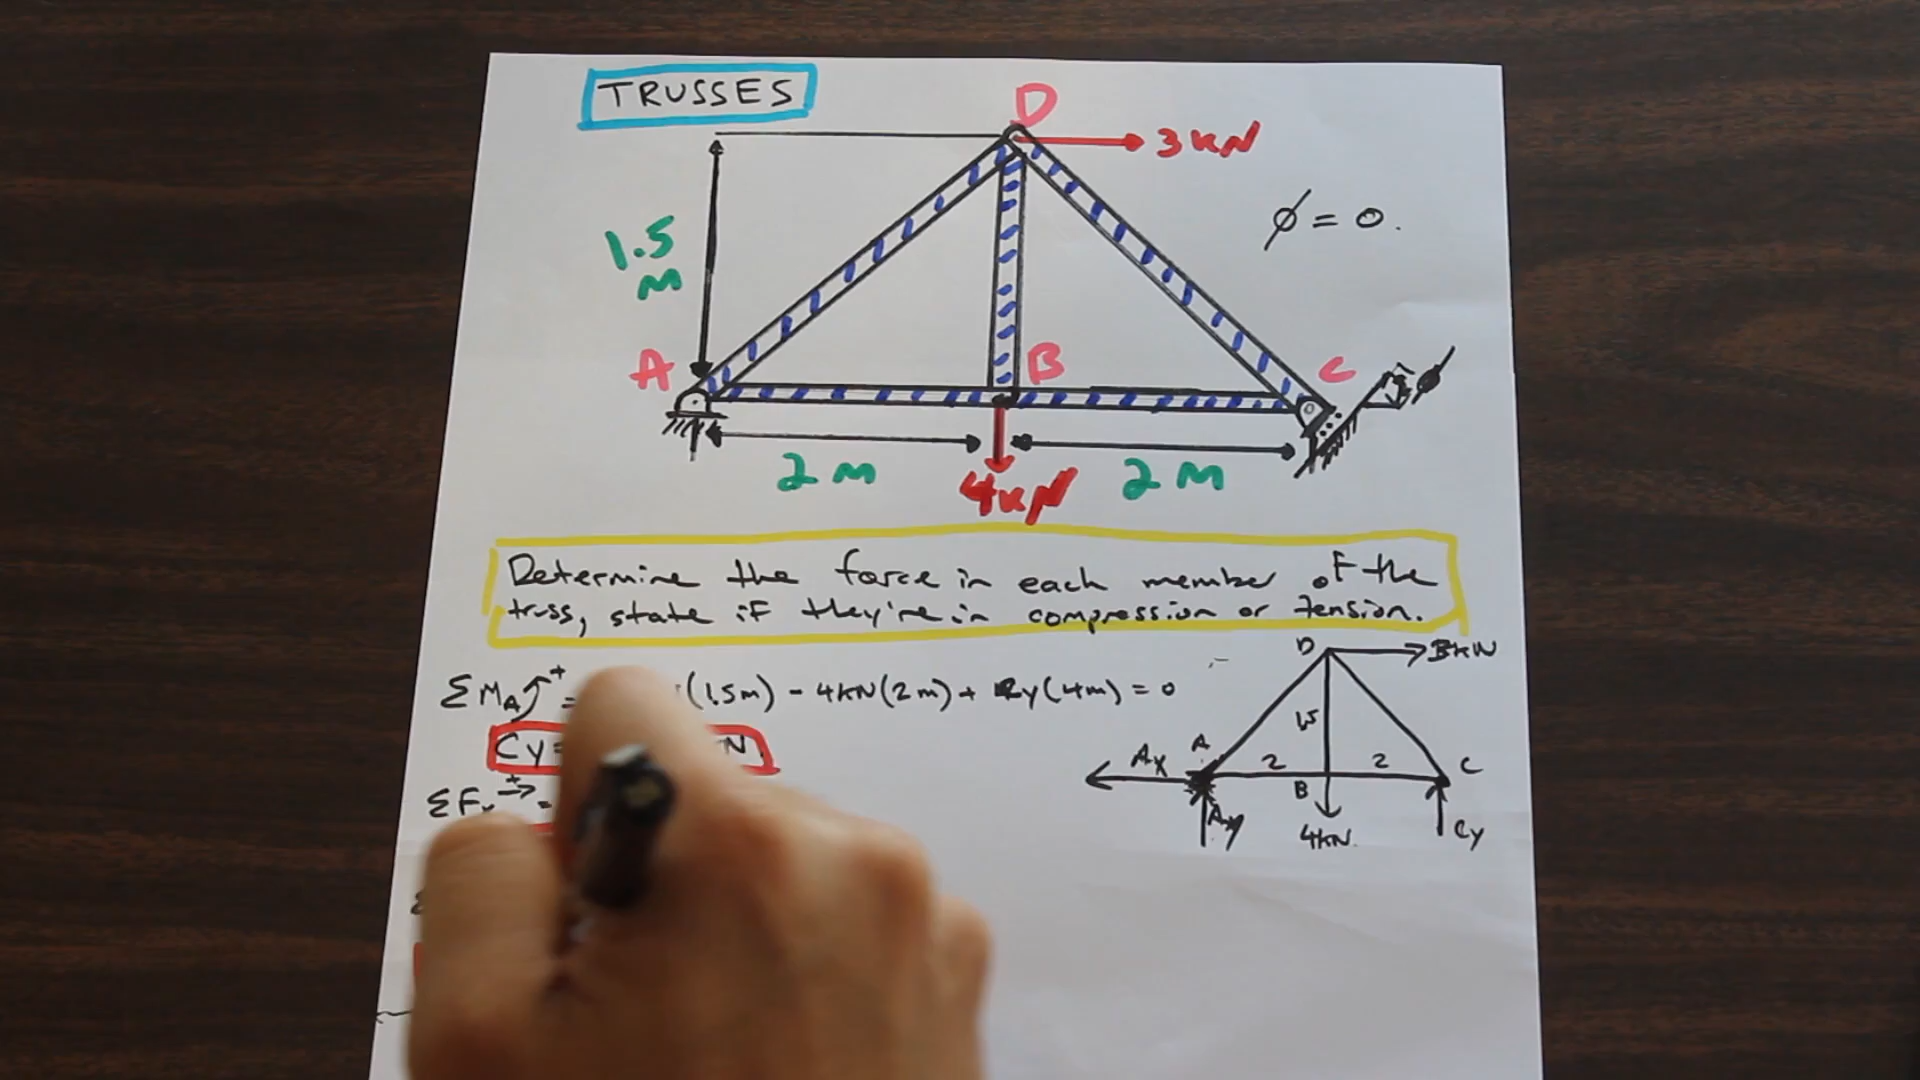 TRUSSES
D
3KN
ϕ = 0.
1.5
M
A
B
C
ϕ
2 M
4KN
2 M
Determine the force in each member of the
truss, state if they're in compression or tension.
D
3KN
ΣMA + = (1.5m) - 4KN(2m) + Cy(4m) = 0
1.5
Cy= N
Ax
A
2
2
C
ΣFx + =
B
Ay
4KN.
Cy